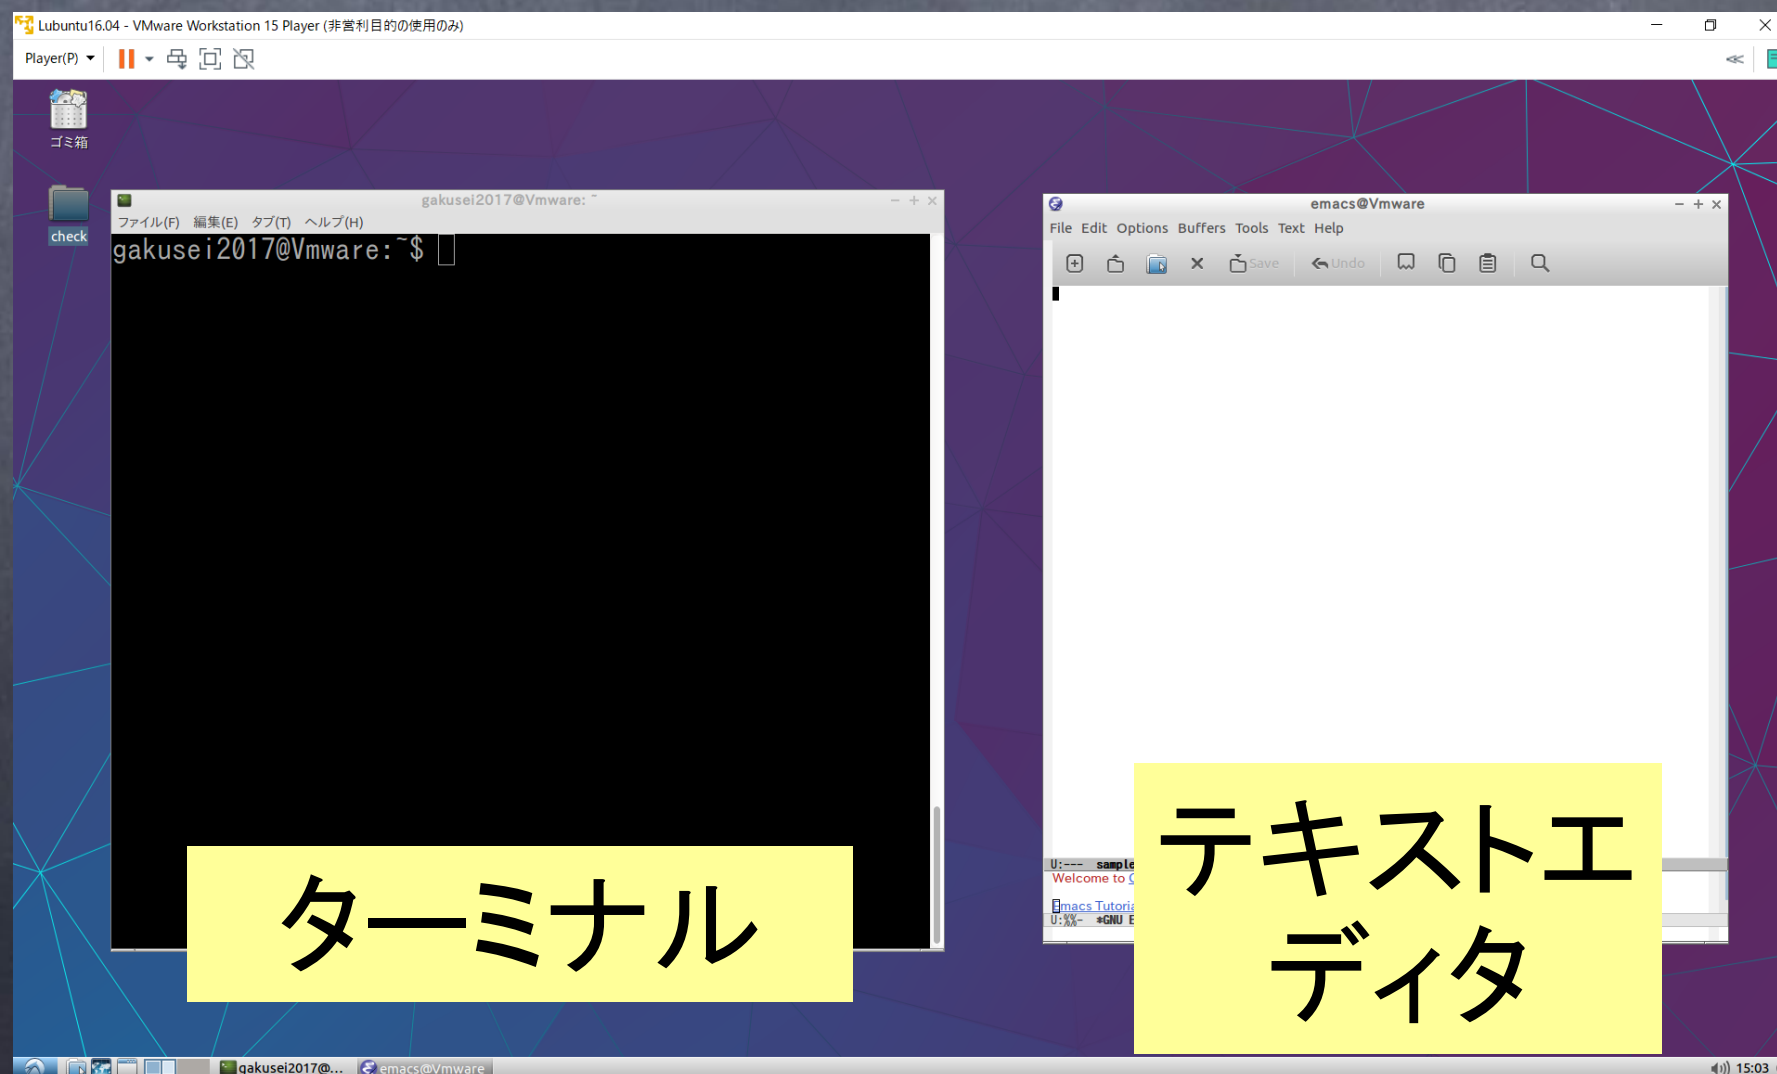 Lubuntu16.04 - VMware Workstation 15 Player (非営利目的の使用のみ)
Player(P)
ゴミ箱
check
gakusei2017@Vmware: ~
ファイル(F) 編集(E) タブ(T) ヘルプ(H)
gakusei2017@Vmware:~$
emacs@Vmware
File Edit Options Buffers Tools Text Help
Save Undo
U:--- sample
Welcome to G
Emacs Tutoria
U:%%- *GNU E
ターミナル
テキストエ
ディタ
gakusei2017@...
emacs@Vmware
15:03